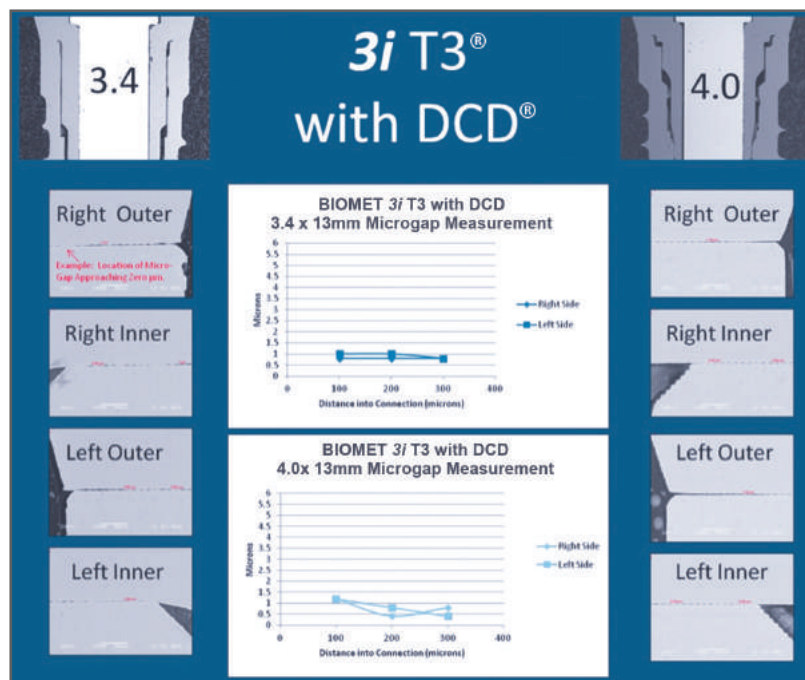 3.4
3i T3®
with DCD®
4.0
Right Outer
Example: Location of Micro-
Gap Approaching Zero µm.
Right Inner
Left Outer
Left Inner
BIOMET 3i T3 with DCD
3.4 x 13mm Microgap Measurement
Microns
6
5.5
5
4.5
4
3.5
3
2.5
2
1.5
1
0.5
0
0
100
200
300
400
Distance into Connection (microns)
Right Side
Left Side
BIOMET 3i T3 with DCD
4.0x 13mm Microgap Measurement
Microns
6
5.5
5
4.5
4
3.5
3
2.5
2
1.5
1
0.5
0
0
100
200
300
400
Distance into Connection (microns)
Right Side
Left Side
Right Outer
Right Inner
Left Outer
Left Inner